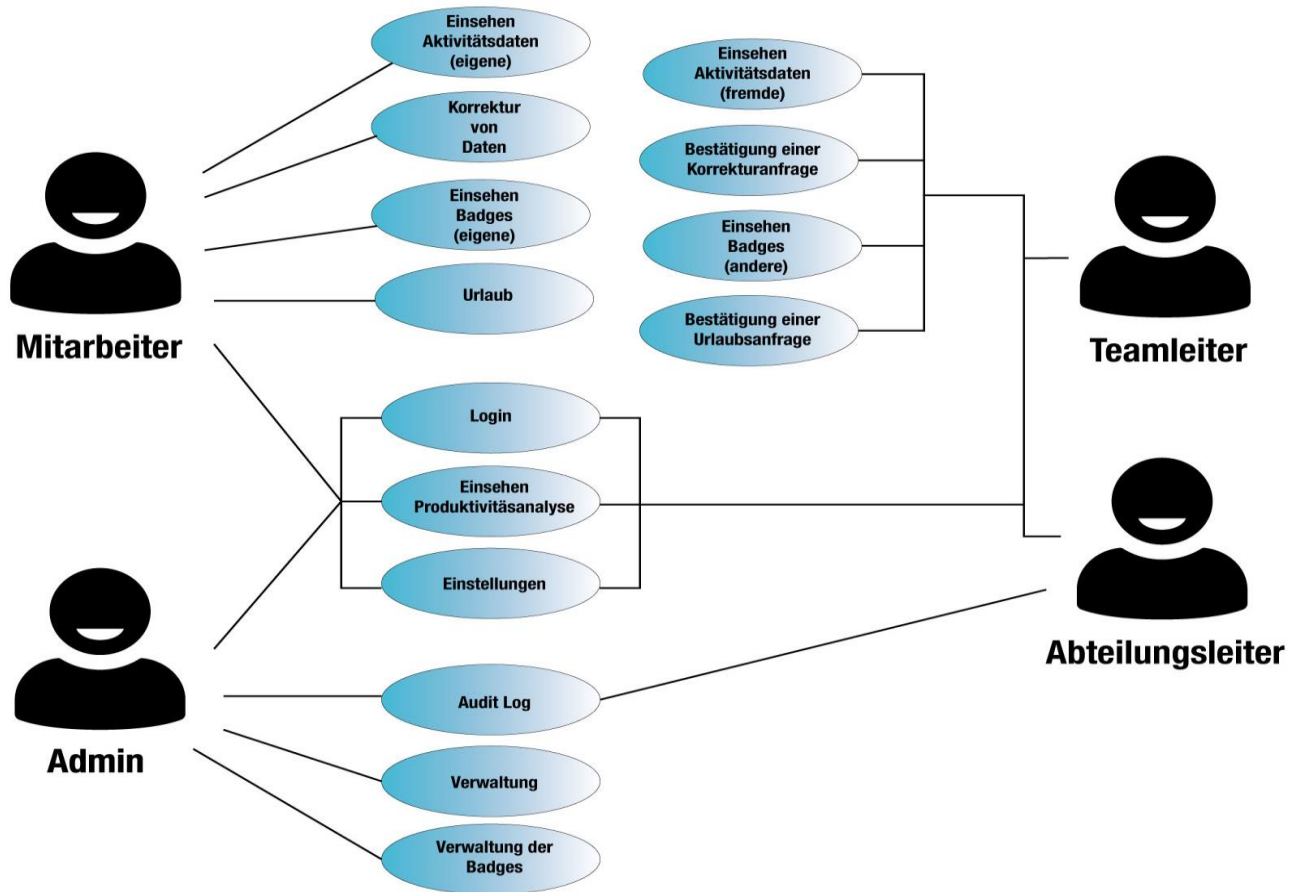 Einsehen
Aktivitätsdaten
(eigene)
Korrektur
von
Daten
Einsehen
Badges
(eigene)
Urlaub
Einsehen
Aktivitätsdaten
(fremde)
Bestätigung einer
Korrekturanfrage
Einsehen
Badges
(andere)
Bestätigung einer
Urlaubsanfrage
Mitarbeiter
Teamleiter
Login
Einsehen
Produktivitäsanalyse
Einstellungen
Abteilungsleiter
Admin
Audit Log
Verwaltung
Verwaltung der
Badges